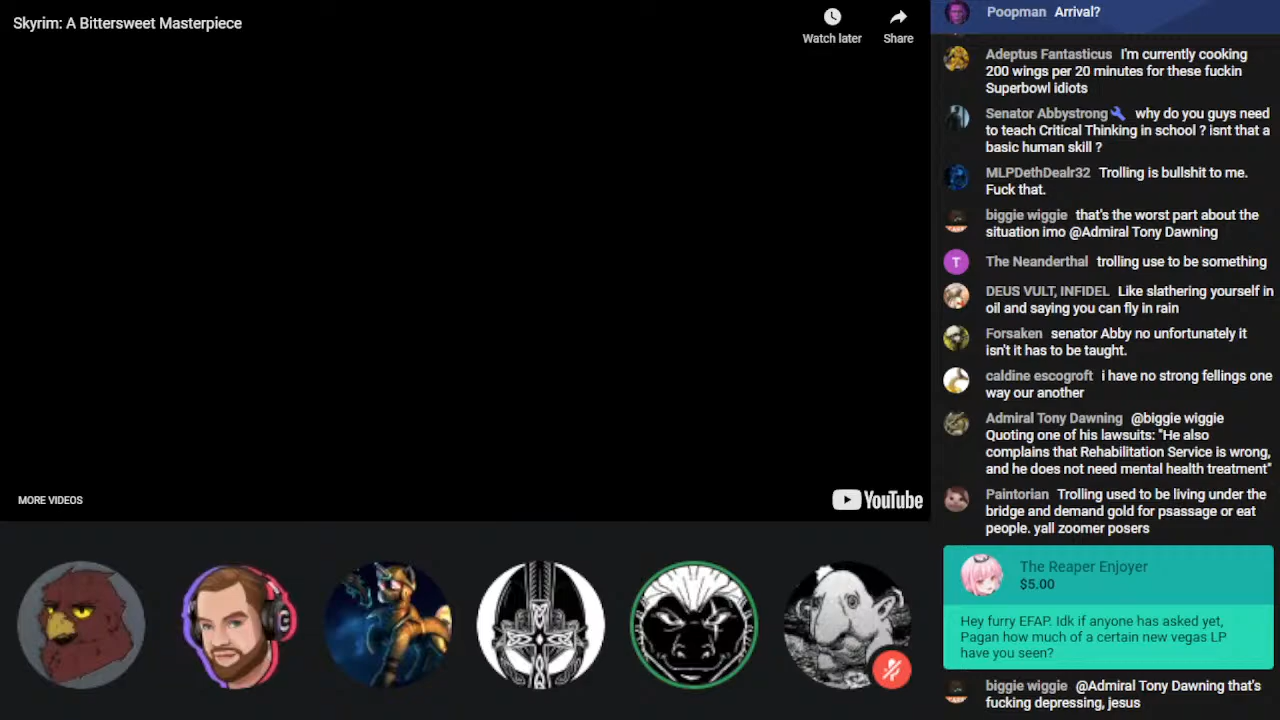 Skyrim: A Bittersweet Masterpiece
Watch later
Share
MORE VIDEOS
YouTube
Poopman Arrival?
Adeptus Fantasticus I'm currently cooking
200 wings per 20 minutes for these fuckin
Superbowl idiots
Senator Abbystrong why do you guys need
to teach Critical Thinking in school ? isnt that a
basic human skill ?
MLPDethDealr32 Trolling is bullshit to me.
Fuck that.
biggie wiggie that's the worst part about the
situation imo @Admiral Tony Dawning
T
The Neanderthal trolling use to be something
DEUS VULT, INFIDEL Like slathering yourself in
oil and saying you can fly in rain
Forsaken senator Abby no unfortunately it
isn't it has to be taught.
caldine escogroft i have no strong fellings one
way our another
Admiral Tony Dawning @biggie wiggie
Quoting one of his lawsuits: "He also
complains that Rehabilitation Service is wrong,
and he does not need mental health treatment"
Paintorian Trolling used to be living under the
bridge and demand gold for psassage or eat
people. yall zoomer posers
The Reaper Enjoyer
$5.00
Hey furry EFAP. Idk if anyone has asked yet,
Pagan how much of a certain new vegas LP
have you seen?
biggie wiggie @Admiral Tony Dawning that's
fucking depressing, jesus